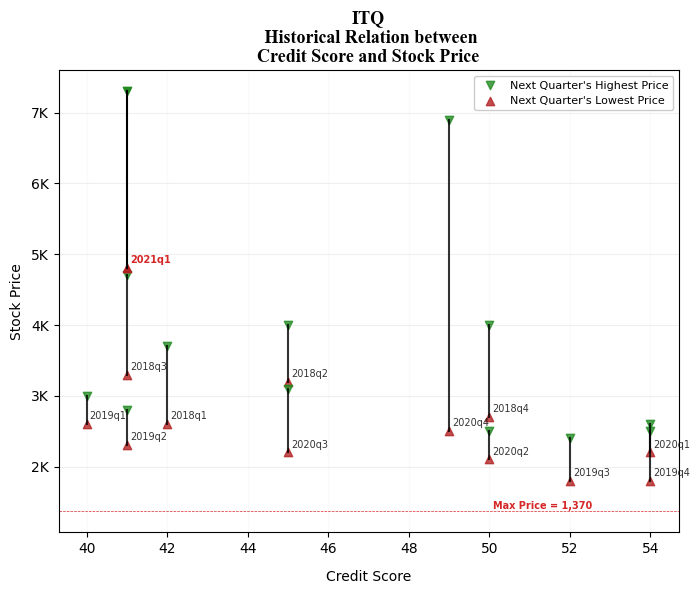 ITQ
Historical Relation between
Credit Score and Stock Price
Next Quarter's Highest Price
Next Quarter's Lowest Price
7K
6K
5K
4K
3K
2K
Stock Price
2021q1
2018q3
2018q2
2019q1
2018q1
2020q4
2018q4
2019q2
2020q3
2020q2
2020q1
2019q3
2019q4
Max Price = 1,370
40 42 44 46 48 50 52 54
Credit Score